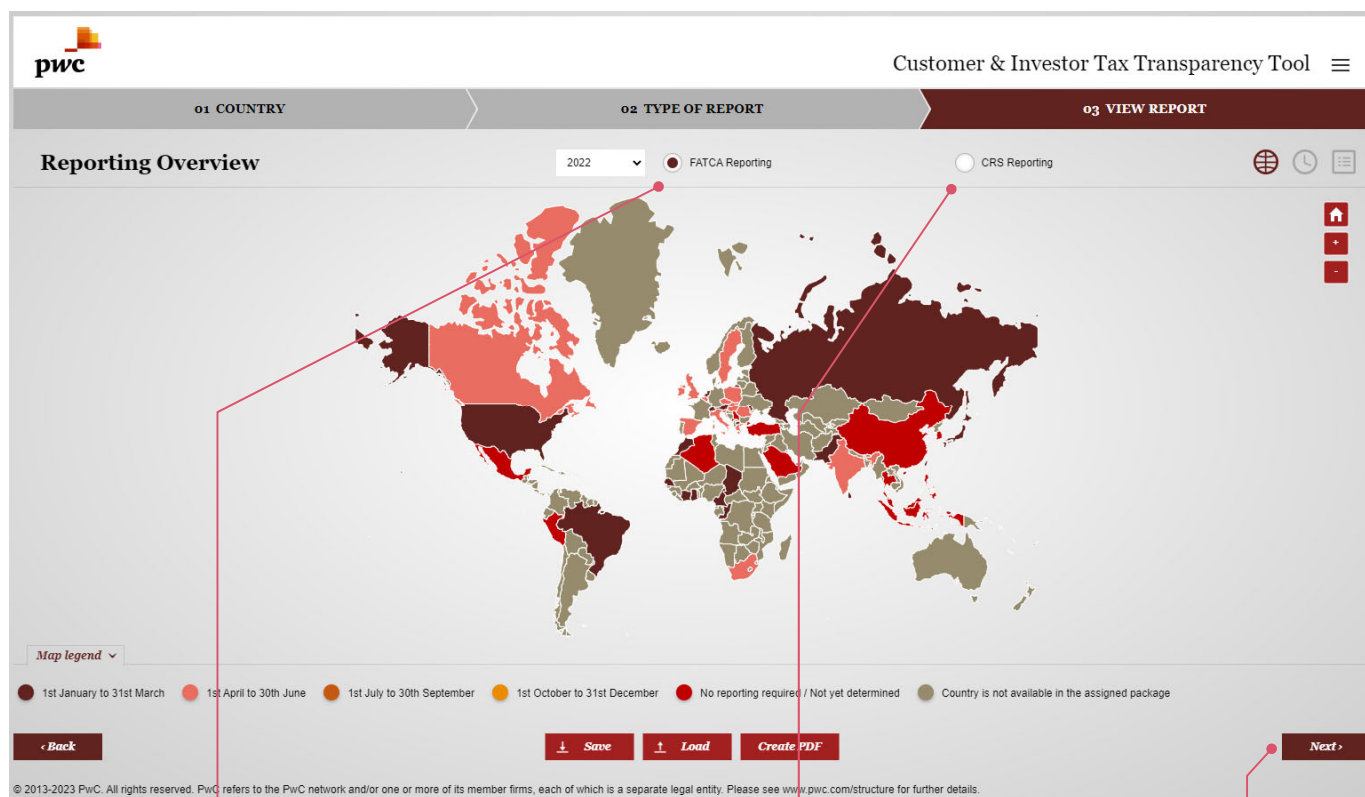 pwc
Customer & Investor Tax Transparency Tool
01 COUNTRY
02 TYPE OF REPORT
03 VIEW REPORT
Reporting Overview
2022
FATCA Reporting
CRS Reporting
+
-
Map legend
1st January to 31st March
1st April to 30th June
1st July to 30th September
1st October to 31st December
No reporting required / Not yet determined
Country is not available in the assigned package
‹ Back
Save
Load
Create PDF
Next ›
© 2013-2023 PwC. All rights reserved. PwC refers to the PwC network and/or one or more of its member firms, each of which is a separate legal entity. Please see www.pwc.com/structure for further details.